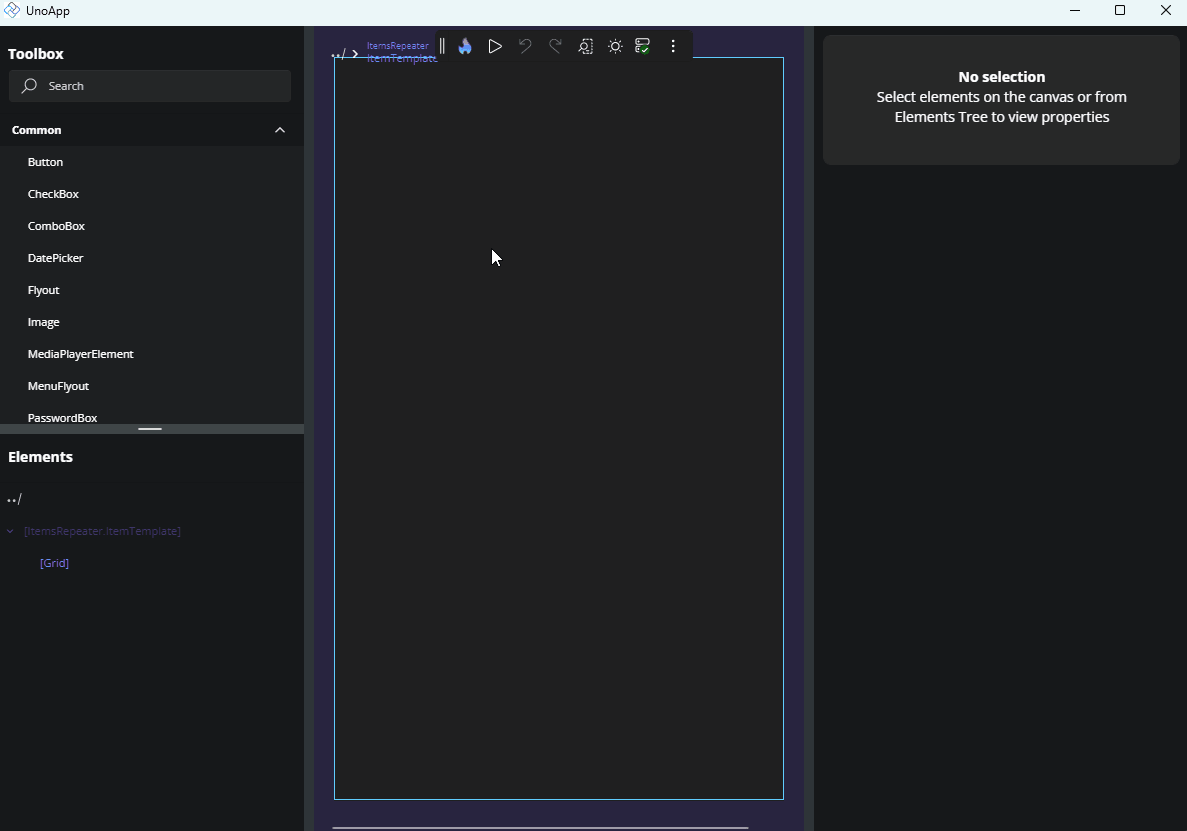 UnoApp
Toolbox
Search
Common
Button
CheckBox
ComboBox
DatePicker
Flyout
Image
MediaPlayerElement
MenuFlyout
PasswordBox
Elements
../
[ItemsRepeater.ItemTemplate]
[Grid]
../ ItemsRepeater
ItemTemplate
No selection
Select elements on the canvas or from
Elements Tree to view properties